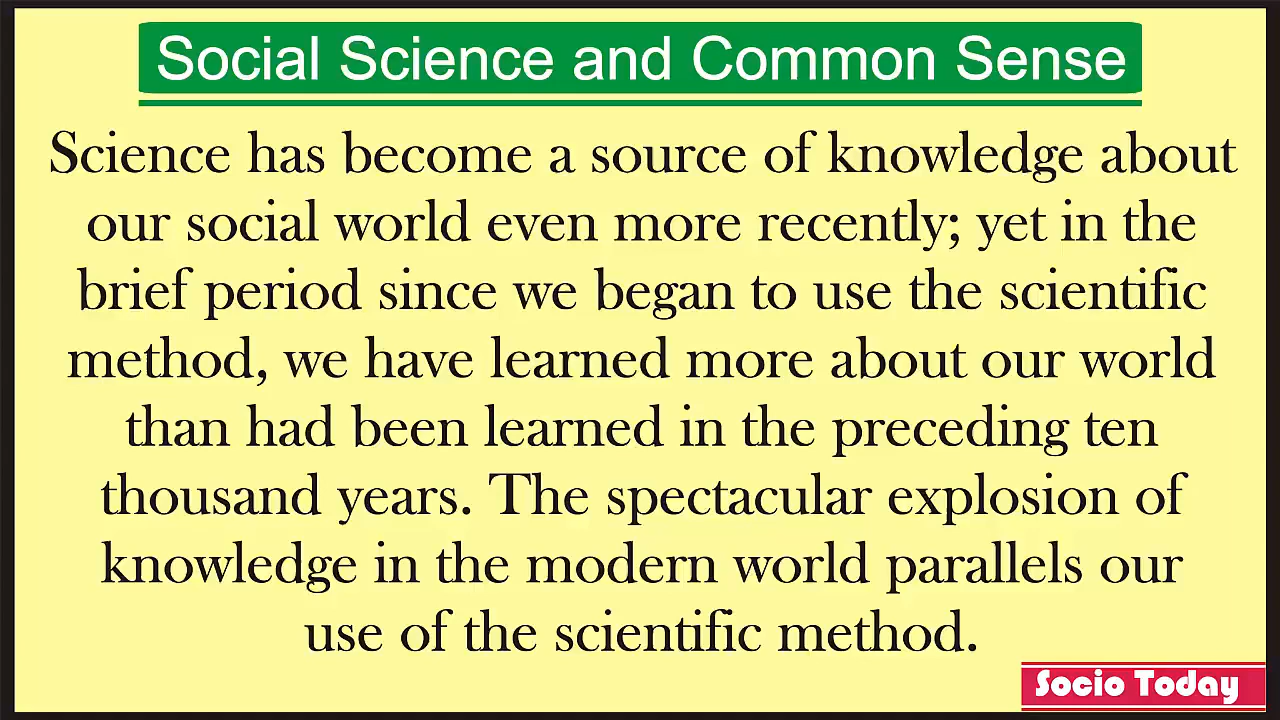 Social Science and Common Sense
Science has become a source of knowledge about
our social world even more recently; yet in the
brief period since we began to use the scientific
method, we have learned more about our world
than had been learned in the preceding ten
thousand years. The spectacular explosion of
knowledge in the modern world parallels our
use of the scientific method.
Socio Today